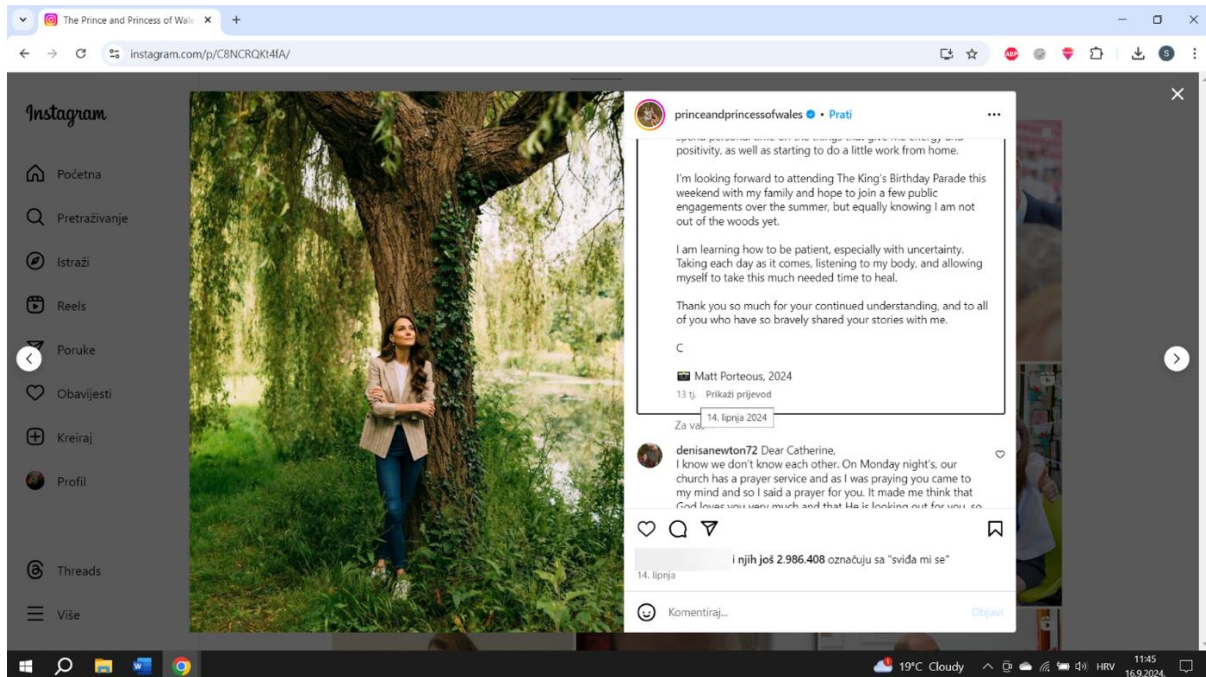 The Prince and Princess of Wale
instagram.com/p/C8NCRQKt4fA/
ABP
S
Instagram
Početna
Pretraživanje
Istraži
Reels
Poruke
Obavijesti
Kreiraj
Profil
Threads
Više
princeandprincessofwales • Prati
spend personal time on the things that give me energy and
positivity, as well as starting to do a little work from home.
I'm looking forward to attending The King's Birthday Parade this
weekend with my family and hope to join a few public
engagements over the summer, but equally knowing I am not
out of the woods yet.
I am learning how to be patient, especially with uncertainty.
Taking each day as it comes, listening to my body, and allowing
myself to take this much needed time to heal.
Thank you so much for your continued understanding, and to all
of you who have so bravely shared your stories with me.
C
Matt Porteous, 2024
13 tj. Prikaži prijevod
14. lipnja 2024
Za vas
denisanewton72 Dear Catherine,
I know we don't know each other. On Monday night's, our
church has a prayer service and as I was praying you came to
my mind and so I said a prayer for you. It made me think that
God loves you very much and that He is looking out for you, so
i njih još 2.986.408 označuju sa "sviđa mi se"
14. lipnja
Komentiraj...
Objavi
19°C Cloudy
HRV
11:45
16.9.2024.